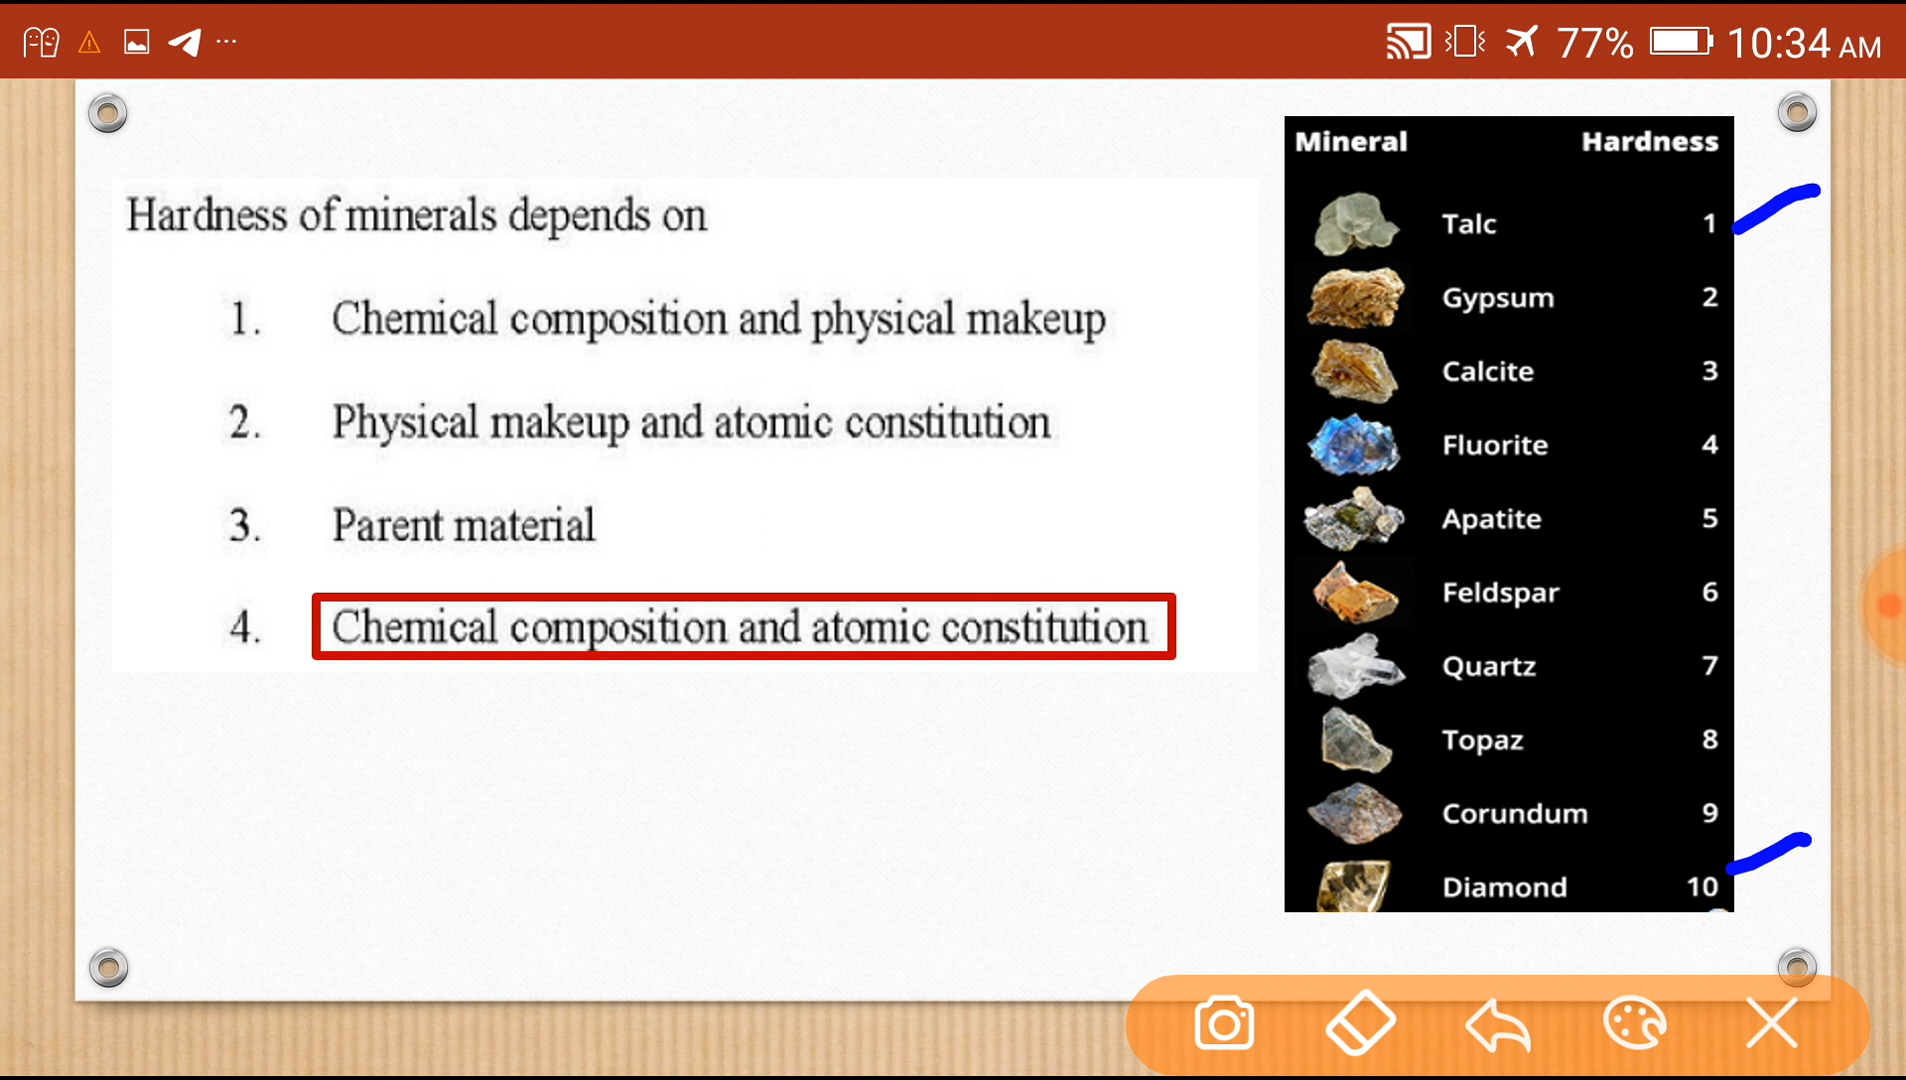 77% 10:34 AM
Hardness of minerals depends on
1. Chemical composition and physical makeup
2. Physical makeup and atomic constitution
3. Parent material
4. Chemical composition and atomic constitution
Mineral Hardness
Talc 1
Gypsum 2
Calcite 3
Fluorite 4
Apatite 5
Feldspar 6
Quartz 7
Topaz 8
Corundum 9
Diamond 10